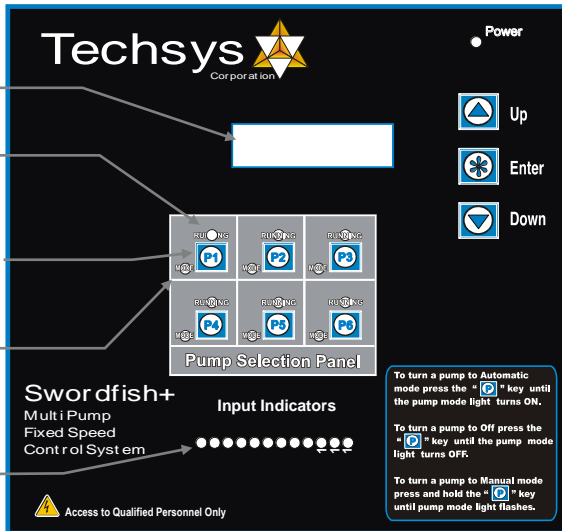 Techsys
Corporation
Power
Up
Enter
Down
RUNNING RUNNING RUNNING
P1 P2 P3
MODE MODE MODE
RUNNING RUNNING RUNNING
P4 P5 P6
MODE MODE MODE
Pump Selection Panel
Swordfish+
Multi Pump
Fixed Speed
Control System
Input Indicators
To turn a pump to Automatic
mode press the “ P ” key until
the pump mode light turns ON.
To turn a pump to Off press the
“ P ” key until the pump mode
light turns OFF.
To turn a pump to Manual mode
press and hold the “ P ” key
until pump mode light flashes.
Access to Qualified Personnel Only